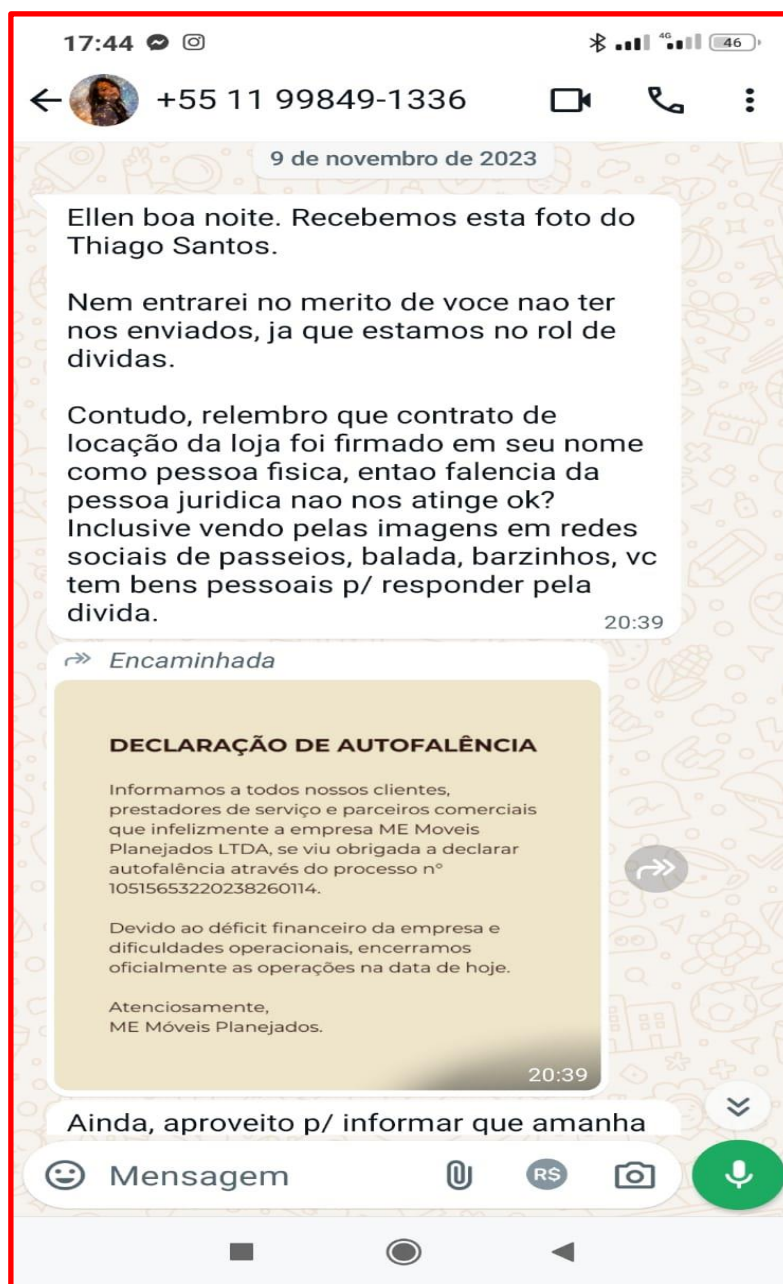 17:44
4G
46
+55 11 99849-1336
9 de novembro de 2023
Ellen boa noite. Recebemos esta foto do
Thiago Santos.
Nem entrarei no merito de voce nao ter
nos enviados, ja que estamos no rol de
dividas.
Contudo, relembro que contrato de
locação da loja foi firmado em seu nome
como pessoa fisica, entao falencia da
pessoa juridica nao nos atinge ok?
Inclusive vendo pelas imagens em redes
sociais de passeios, balada, barzinhos, vc
tem bens pessoais p/ responder pela
divida.
20:39
Encaminhada
DECLARAÇÃO DE AUTOFALÊNCIA
Informamos a todos nossos clientes,
prestadores de serviço e parceiros comerciais
que infelizmente a empresa ME Moveis
Planejados LTDA, se viu obrigada a declarar
autofalência através do processo n°
10515653220238260114.
Devido ao déficit financeiro da empresa e
dificuldades operacionais, encerramos
oficialmente as operações na data de hoje.
Atenciosamente,
ME Móveis Planejados.
20:39
Ainda, aproveito p/ informar que amanha
Mensagem
R$